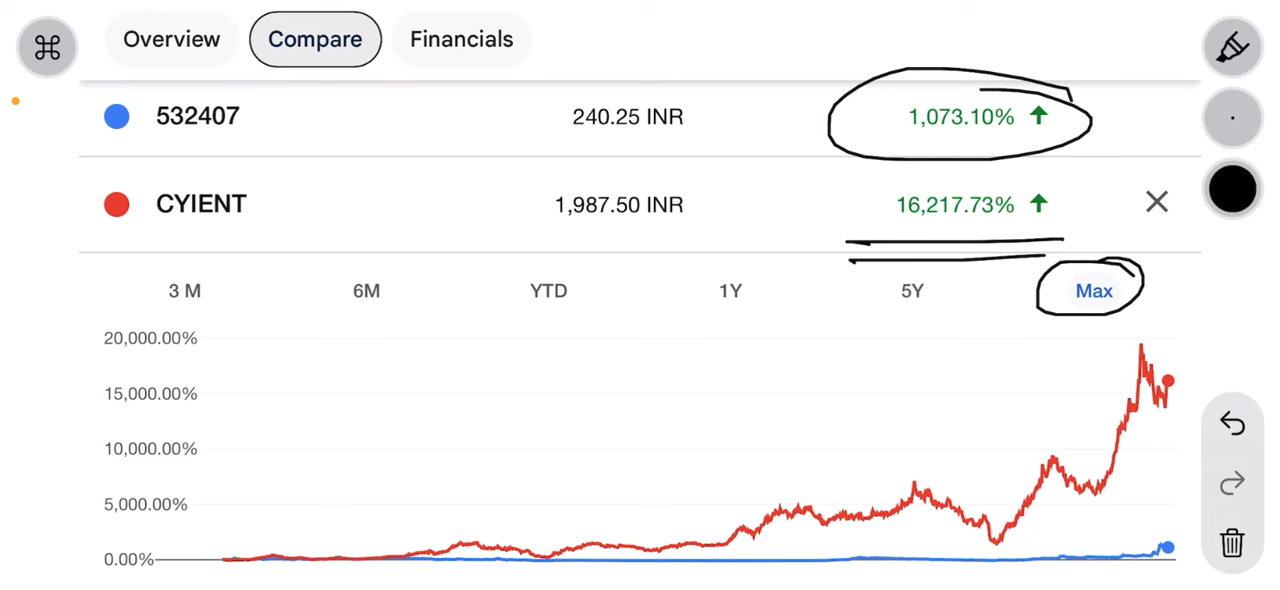 Overview Compare Financials
532407 240.25 INR 1,073.10%
CYIENT 1,987.50 INR 16,217.73%
3 M 6M YTD 1Y 5Y Max
20,000.00%
15,000.00%
10,000.00%
5,000.00%
0.00%